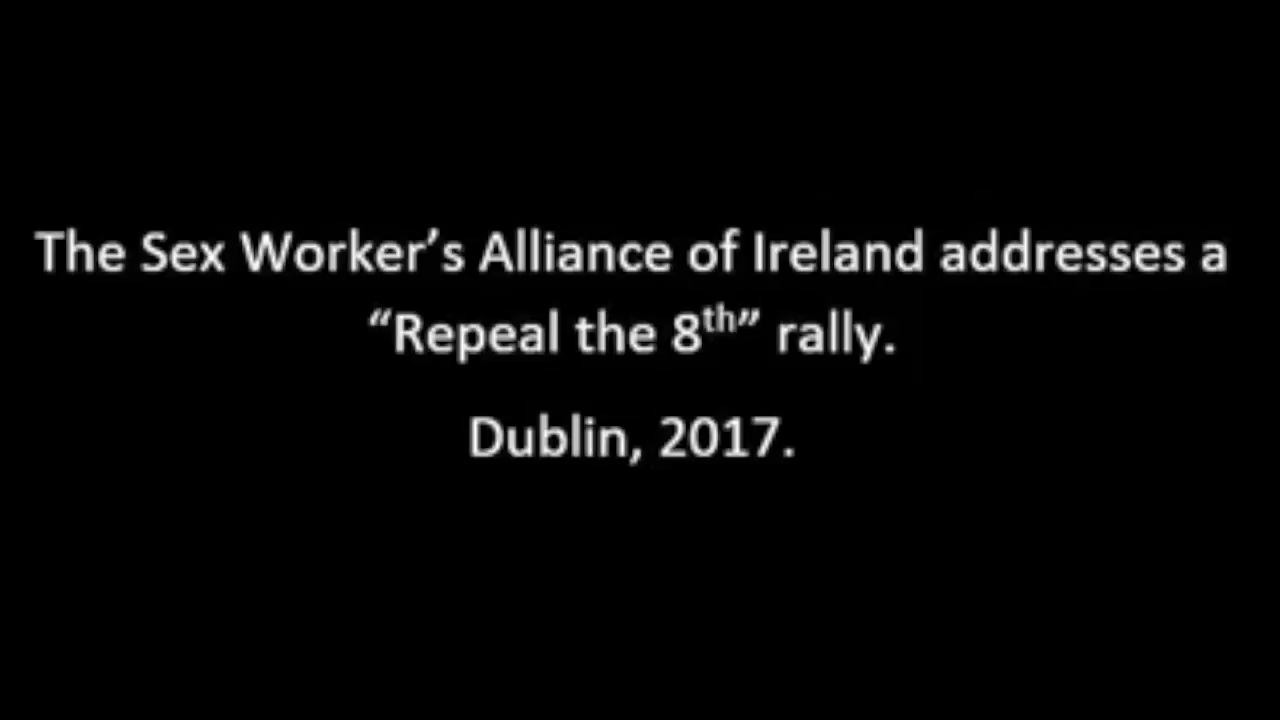 The Sex Worker’s Alliance of Ireland addresses a
“Repeal the 8th” rally.
Dublin, 2017.